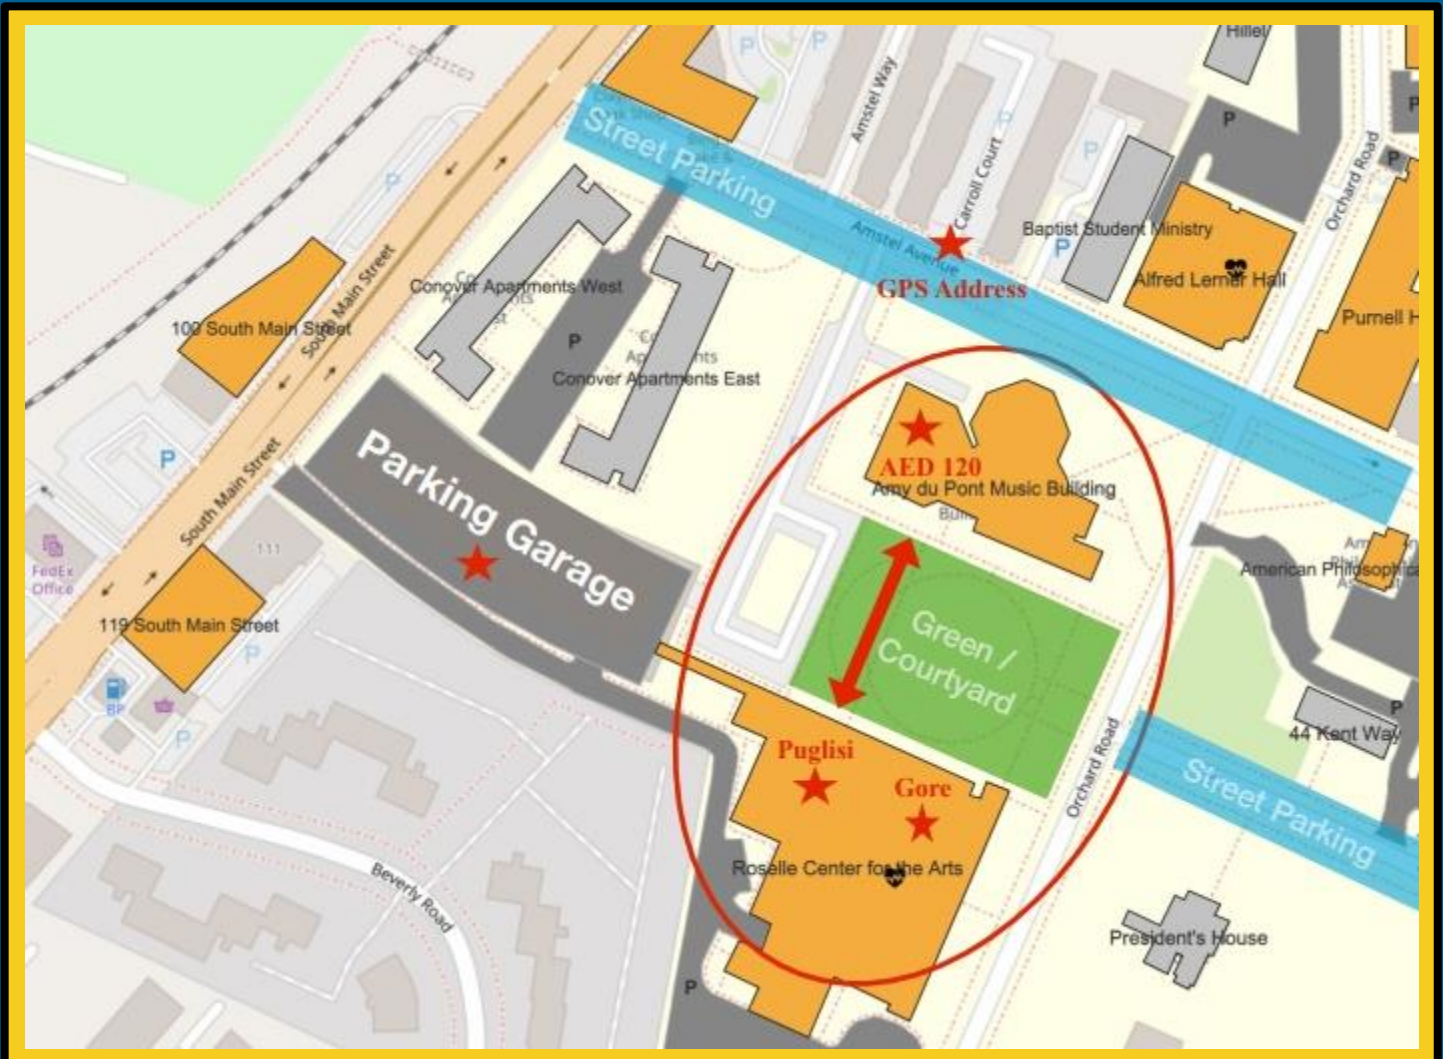 Hillel
P
P
Amstel Way
P
P
P
Street Parking
Carroll Court
P
Orchard Road
P
P
Amstel Avenue
Baptist Student Ministry
P
GPS Address
Alfred Lerner Hall
Purnell H
Conover Apartments West
100 South Main Street
South Main Street
P
Conover Apartments East
Parking Garage
AED 120
Amy du Pont Music Building
P
South Main Street
111
FedEx
Office
American Philosophica
119 South Main Street
P
BP
P
Green /
Courtyard
P
44 Kent Way
Orchard Road
Street Parking
Puglisi
Gore
Roselle Center for the Arts
Beverly Road
President's House
P